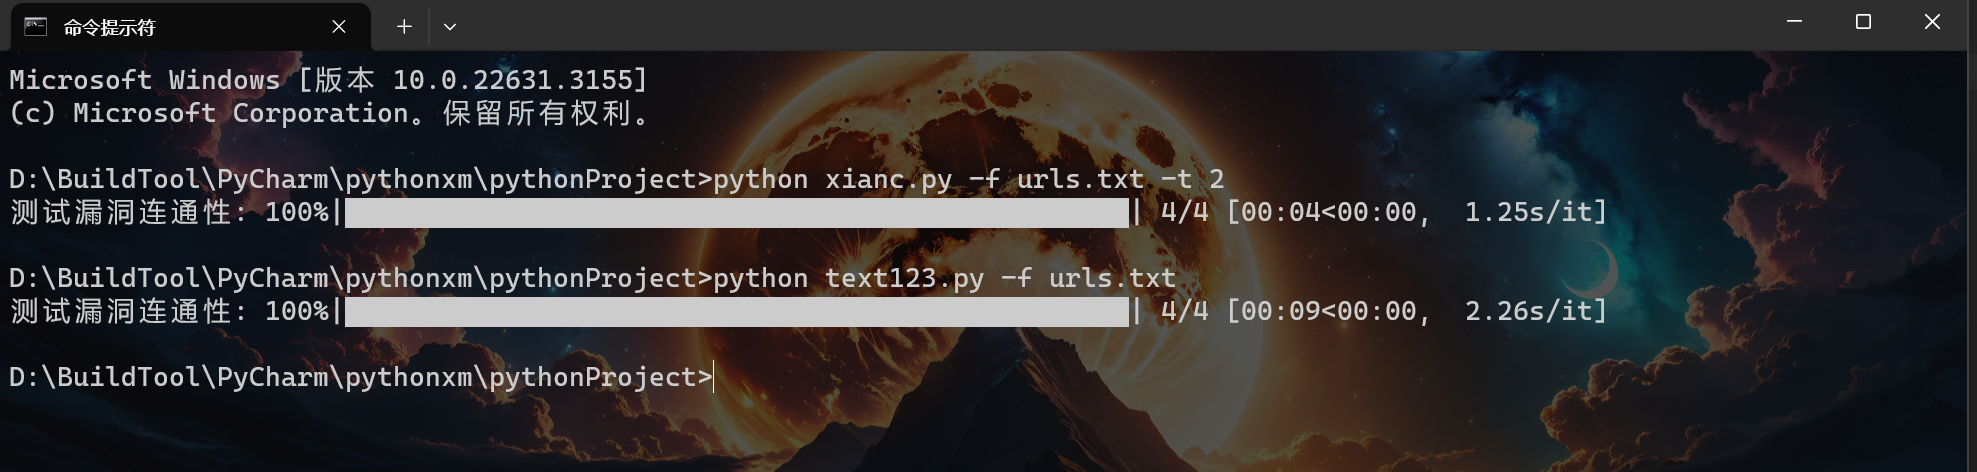 命令提示符
Microsoft Windows [版本 10.0.22631.3155]
(c) Microsoft Corporation。保留所有权利。
D:\BuildTool\PyCharm\pythonxm\pythonProject>python xianc.py -f urls.txt -t 2
测试漏洞连通性: 100%|██████████████████████████████| 4/4 [00:04<00:00,  1.25s/it]
D:\BuildTool\PyCharm\pythonxm\pythonProject>python text123.py -f urls.txt
测试漏洞连通性: 100%|██████████████████████████████| 4/4 [00:09<00:00,  2.26s/it]
D:\BuildTool\PyCharm\pythonxm\pythonProject>